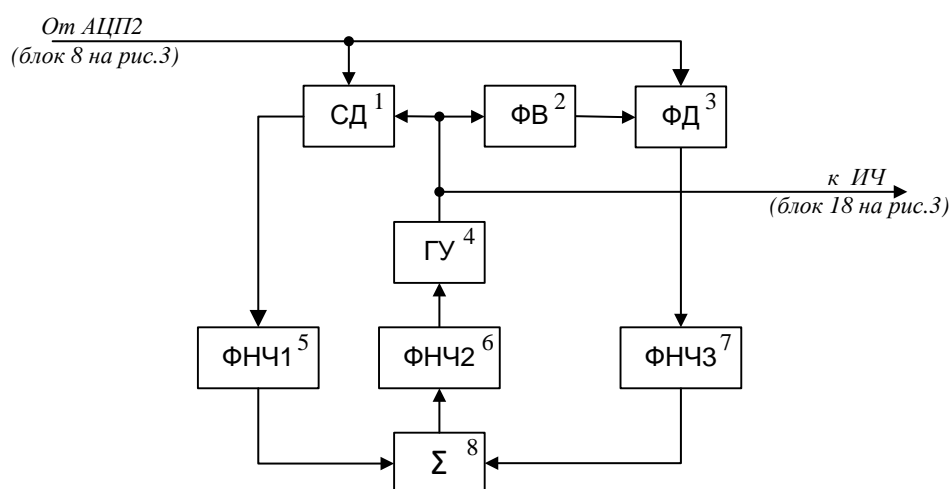 От АЦП2
(блок 8 на рис.3)
СД 1
ФВ 2
ФД 3
к ИЧ
(блок 18 на рис.3)
ГУ 4
ФНЧ1 5
ФНЧ2 6
ФНЧ3 7
Σ 8